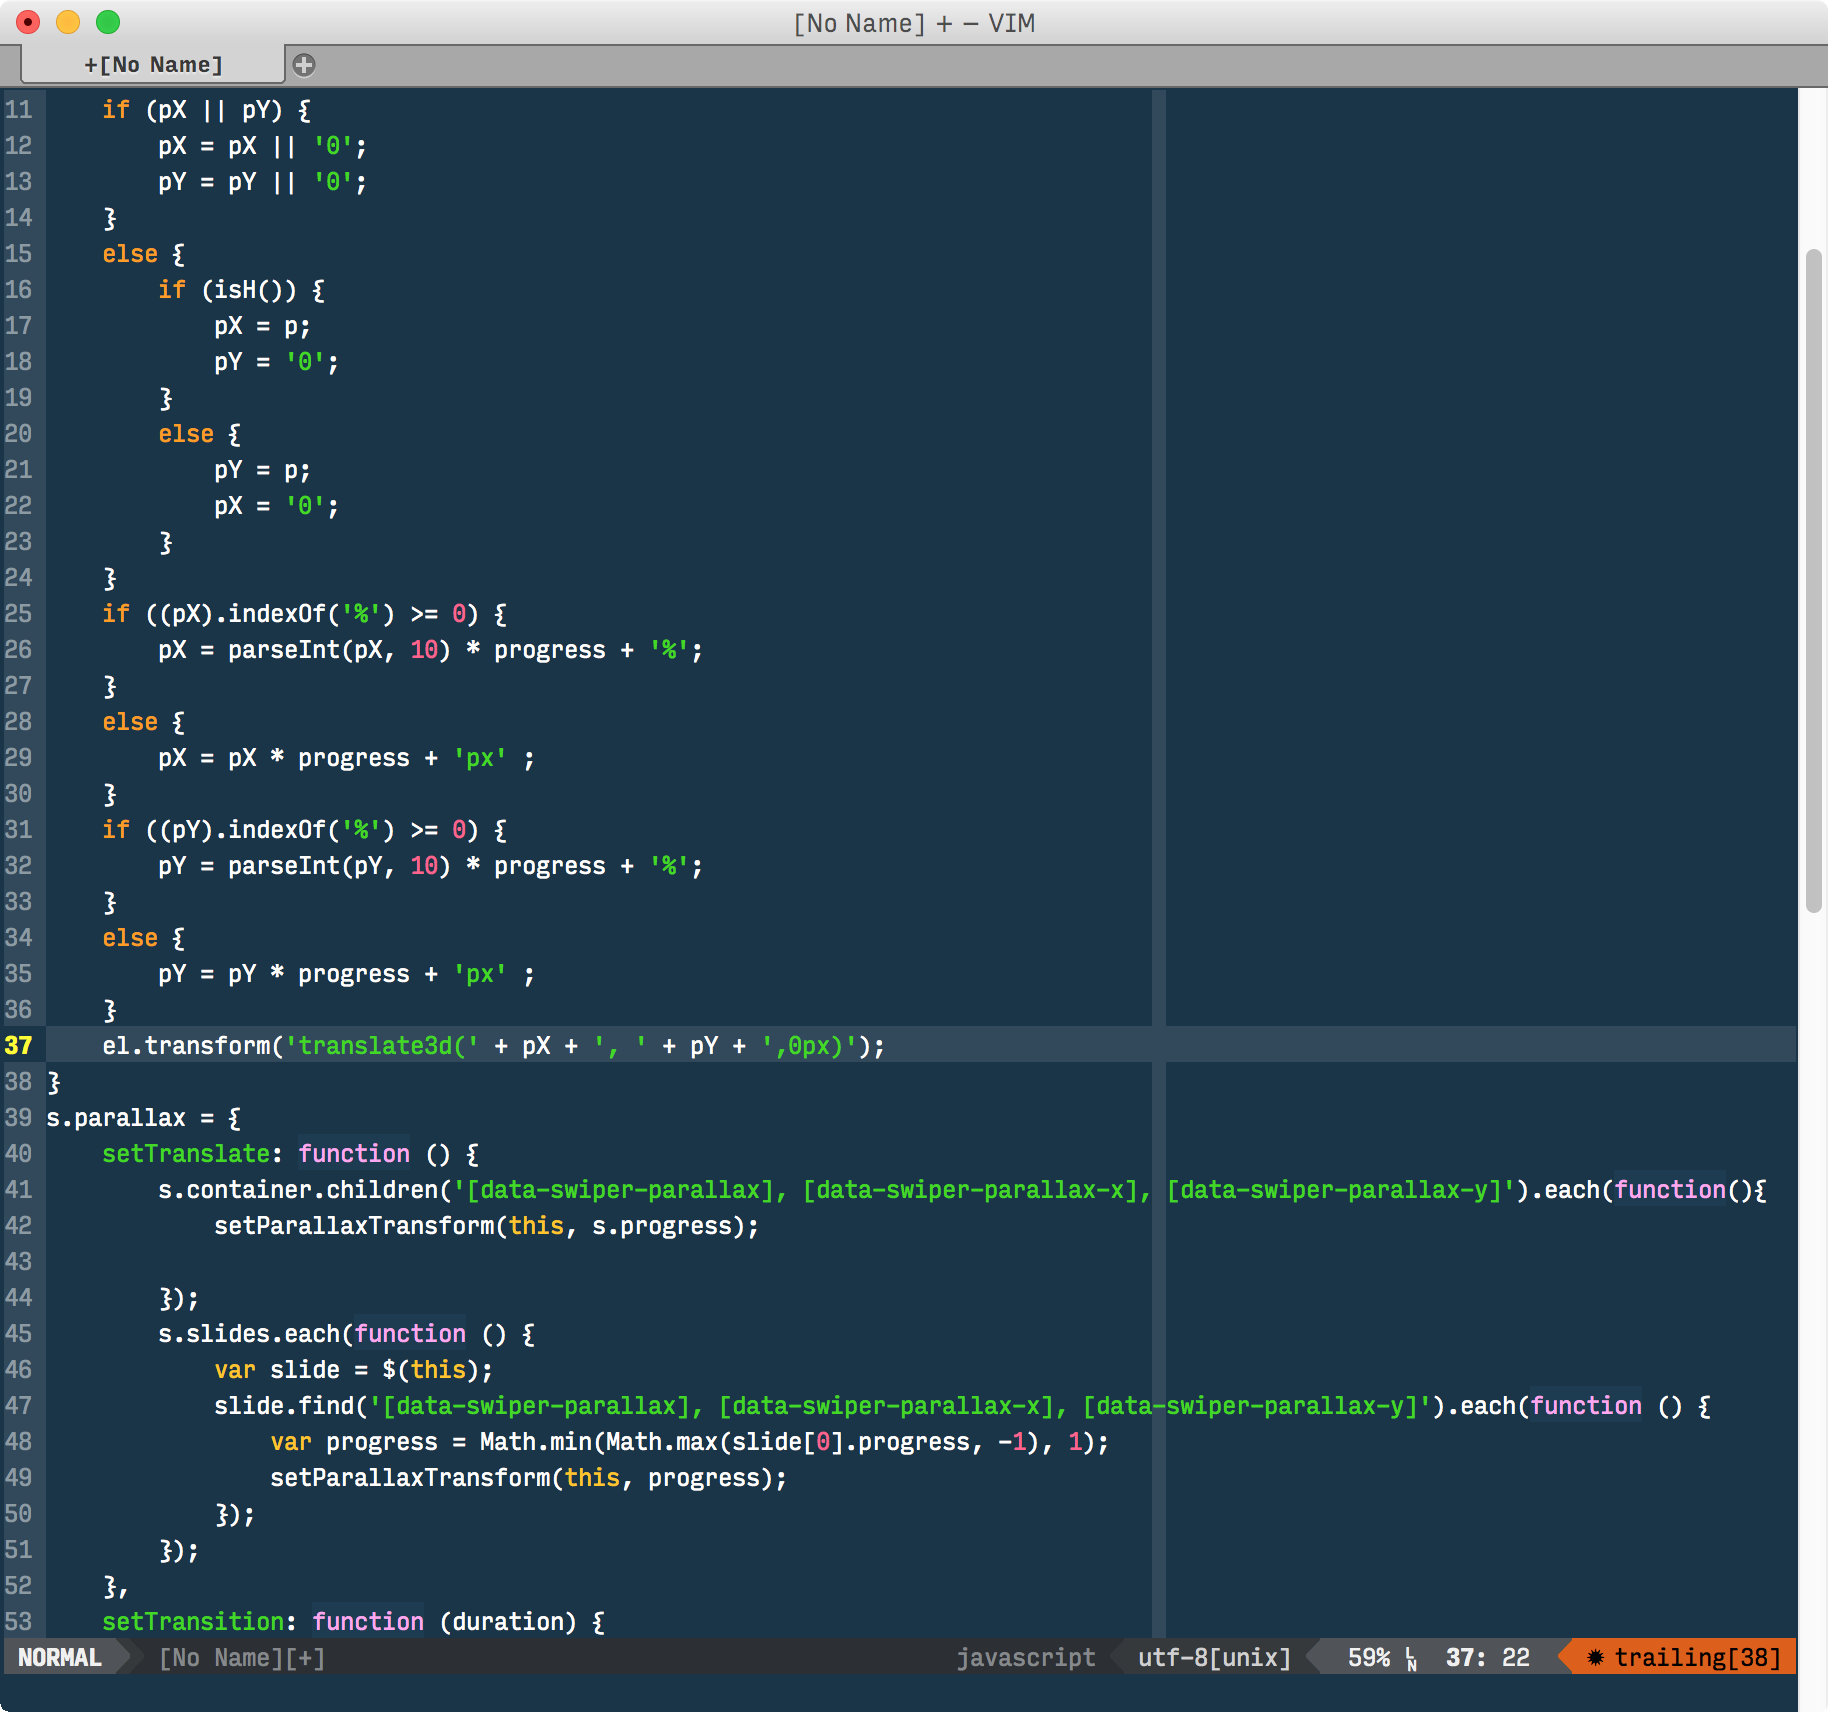 [No Name] + — VIM
+[No Name]
11     if (pX || pY) {
12         pX = pX || '0';
13         pY = pY || '0';
14     }
15     else {
16         if (isH()) {
17             pX = p;
18             pY = '0';
19         }
20         else {
21             pY = p;
22             pX = '0';
23         }
24     }
25     if ((pX).indexOf('%') >= 0) {
26         pX = parseInt(pX, 10) * progress + '%';
27     }
28     else {
29         pX = pX * progress + 'px' ;
30     }
31     if ((pY).indexOf('%') >= 0) {
32         pY = parseInt(pY, 10) * progress + '%';
33     }
34     else {
35         pY = pY * progress + 'px' ;
36     }
37     el.transform('translate3d(' + pX + ', ' + pY + ',0px)');
38 }
39 s.parallax = {
40     setTranslate: function () {
41         s.container.children('[data-swiper-parallax], [data-swiper-parallax-x], [data-swiper-parallax-y]').each(function(){
42             setParallaxTransform(this, s.progress);
43
44         });
45         s.slides.each(function () {
46             var slide = $(this);
47             slide.find('[data-swiper-parallax], [data-swiper-parallax-x], [data-swiper-parallax-y]').each(function () {
48                 var progress = Math.min(Math.max(slide[0].progress, -1), 1);
49                 setParallaxTransform(this, progress);
50             });
51         });
52     },
53     setTransition: function (duration) {
NORMAL [No Name][+] javascript utf-8[unix] 59% LN 37: 22 ✹ trailing[38]